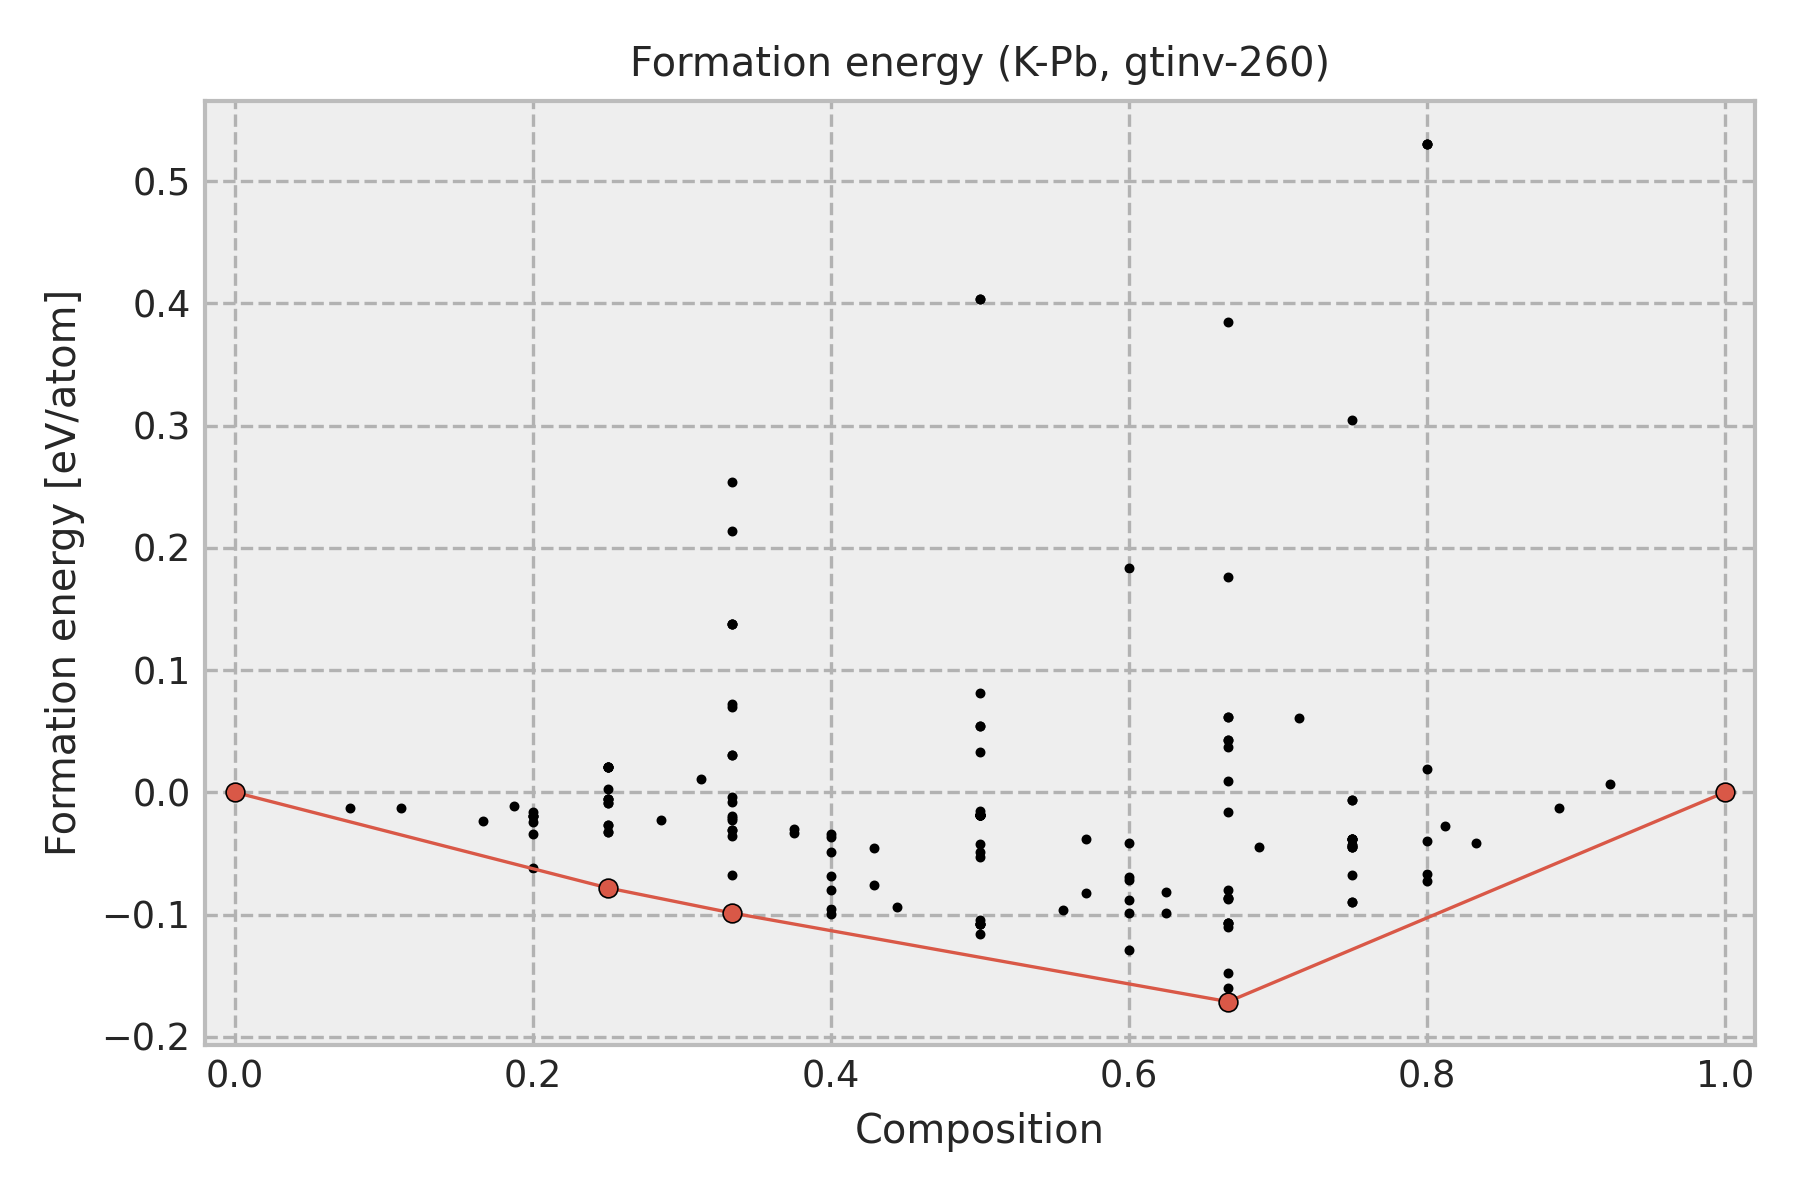 Formation energy (K-Pb, gtinv-260)
Formation energy [eV/atom]
0.5
0.4
0.3
0.2
0.1
0.0
−0.1
−0.2
0.0 0.2 0.4 0.6 0.8 1.0
Composition